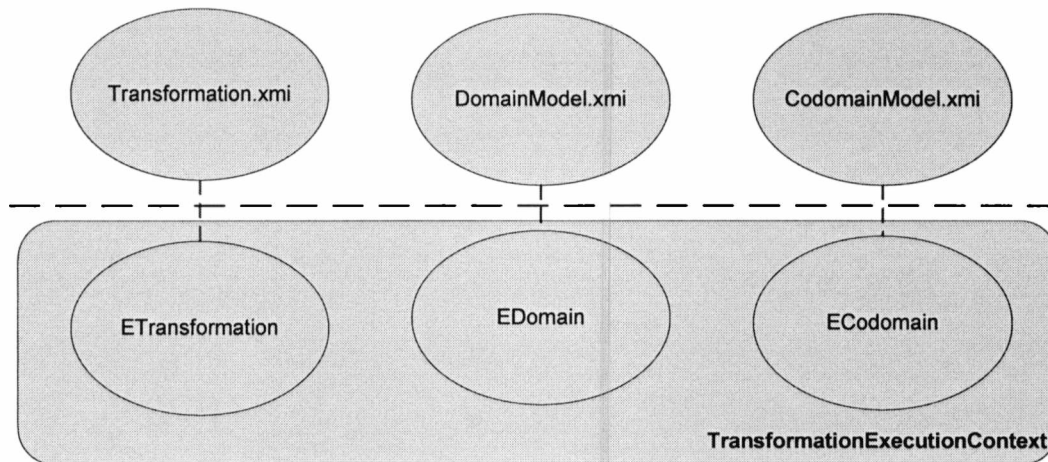 Transformation.xmi
DomainModel.xmi
CodomainModel.xmi
ETransformation
EDomain
ECodomain
TransformationExecutionContext